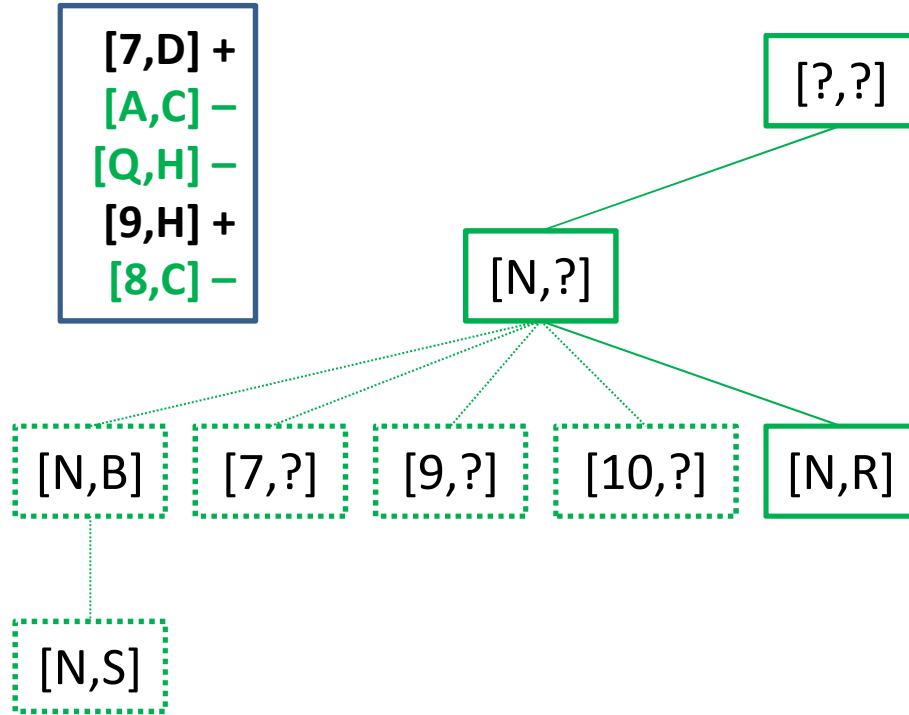 [7,D] +
[A,C] –
[Q,H] –
[9,H] +
[8,C] –
[?,?]
[N,?]
[N,B]
[7,?]
[9,?]
[10,?]
[N,R]
[N,S]